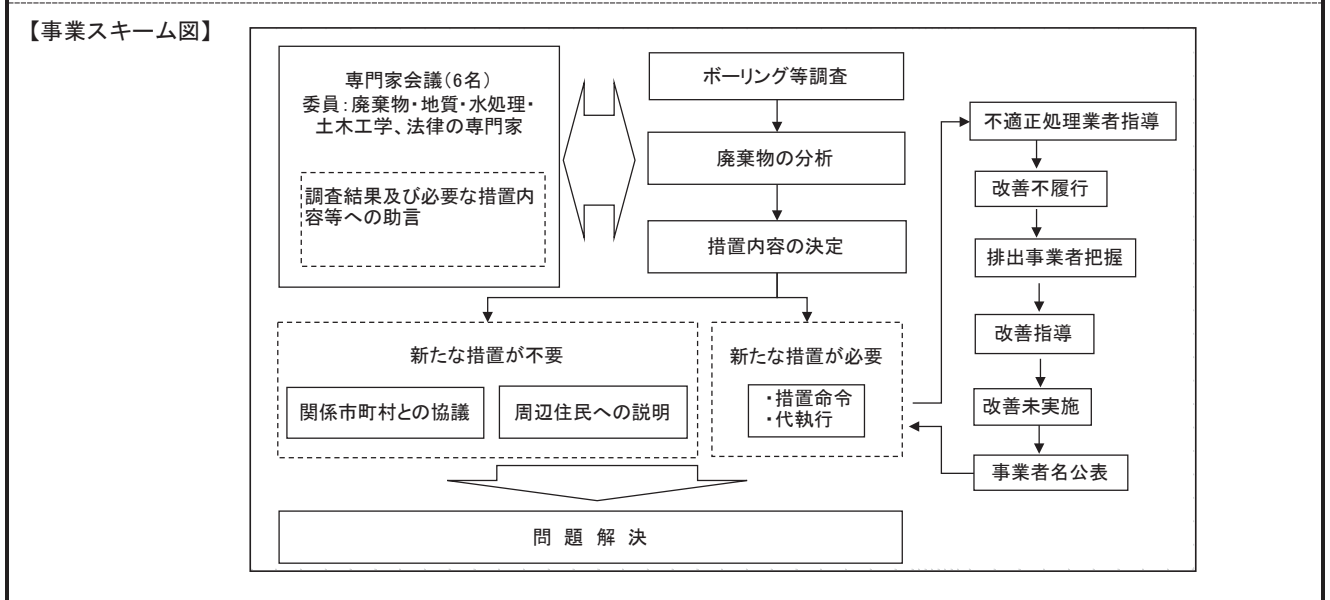 【事業スキーム図】
専門家会議(6名)
委員：廃棄物・地質・水処理・
土木工学、法律の専門家
調査結果及び必要な措置内
容等への助言
ボーリング等調査
廃棄物の分析
措置内容の決定
新たな措置が不要
関係市町村との協議
周辺住民への説明
新たな措置が必要
・措置命令
・代執行
不適正処理業者指導
改善不履行
排出事業者把握
改善指導
改善未実施
事業者名公表
問 題 解 決